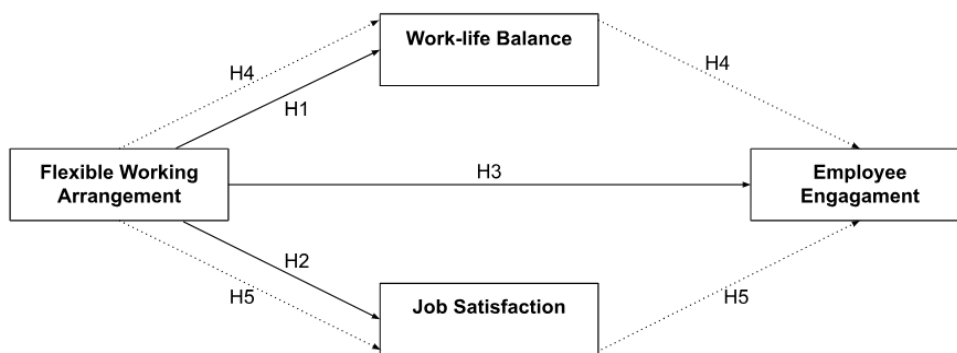 Work-life Balance
H4
H4
H1
Flexible Working
Arrangement
H3
Employee
Engagament
H2
H5
Job Satisfaction
H5